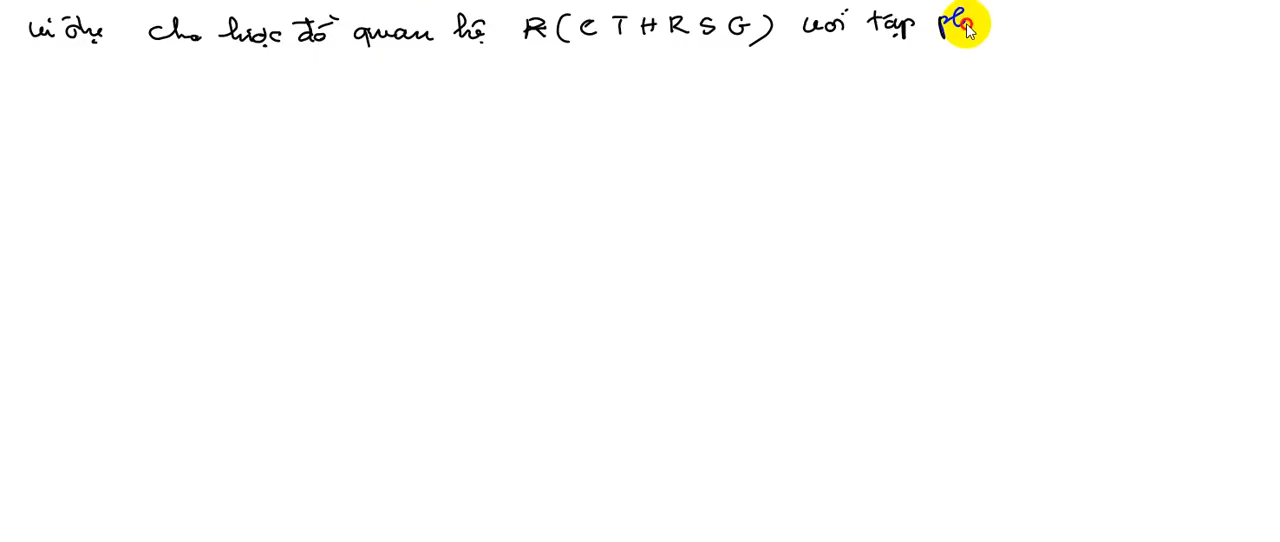 ví dụ cho lược đồ quan hệ R(C T H R S G) với tập